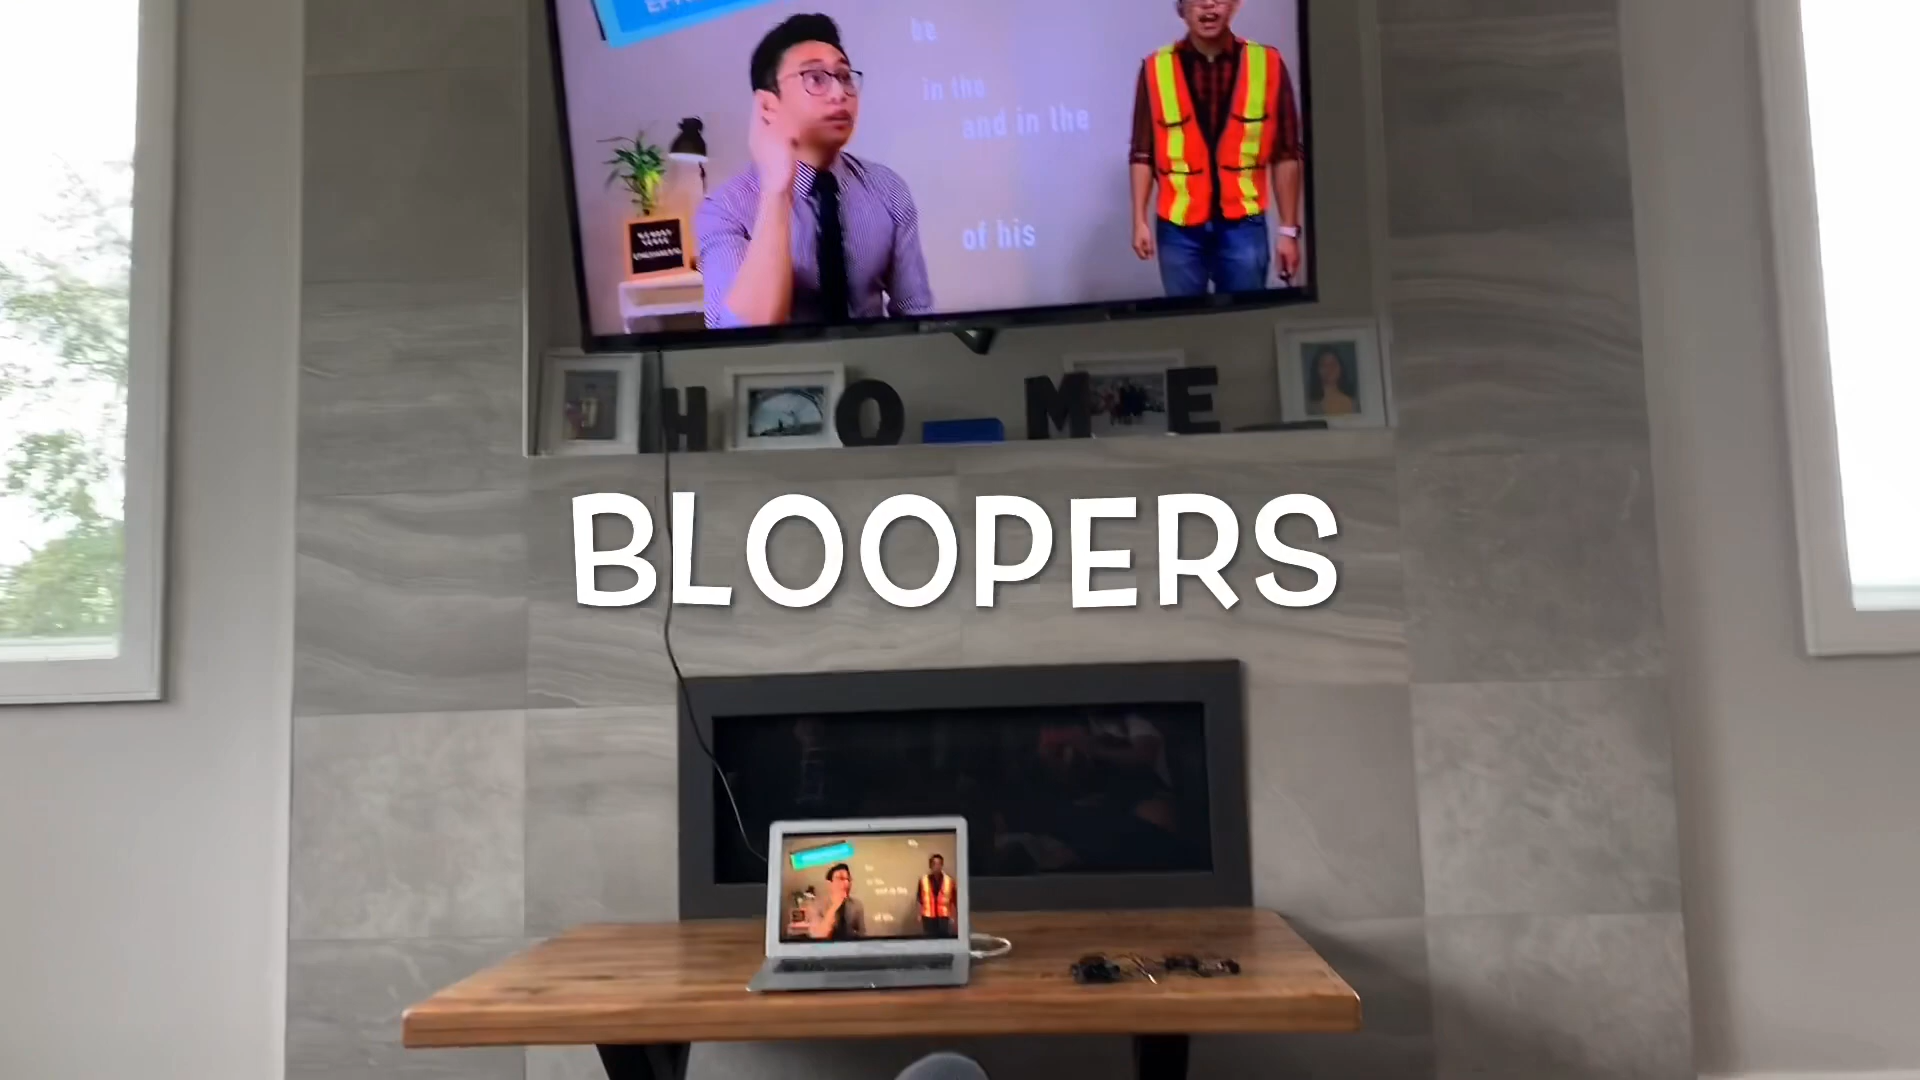 be
in the
and in the
of his
HOME
BLOOPERS